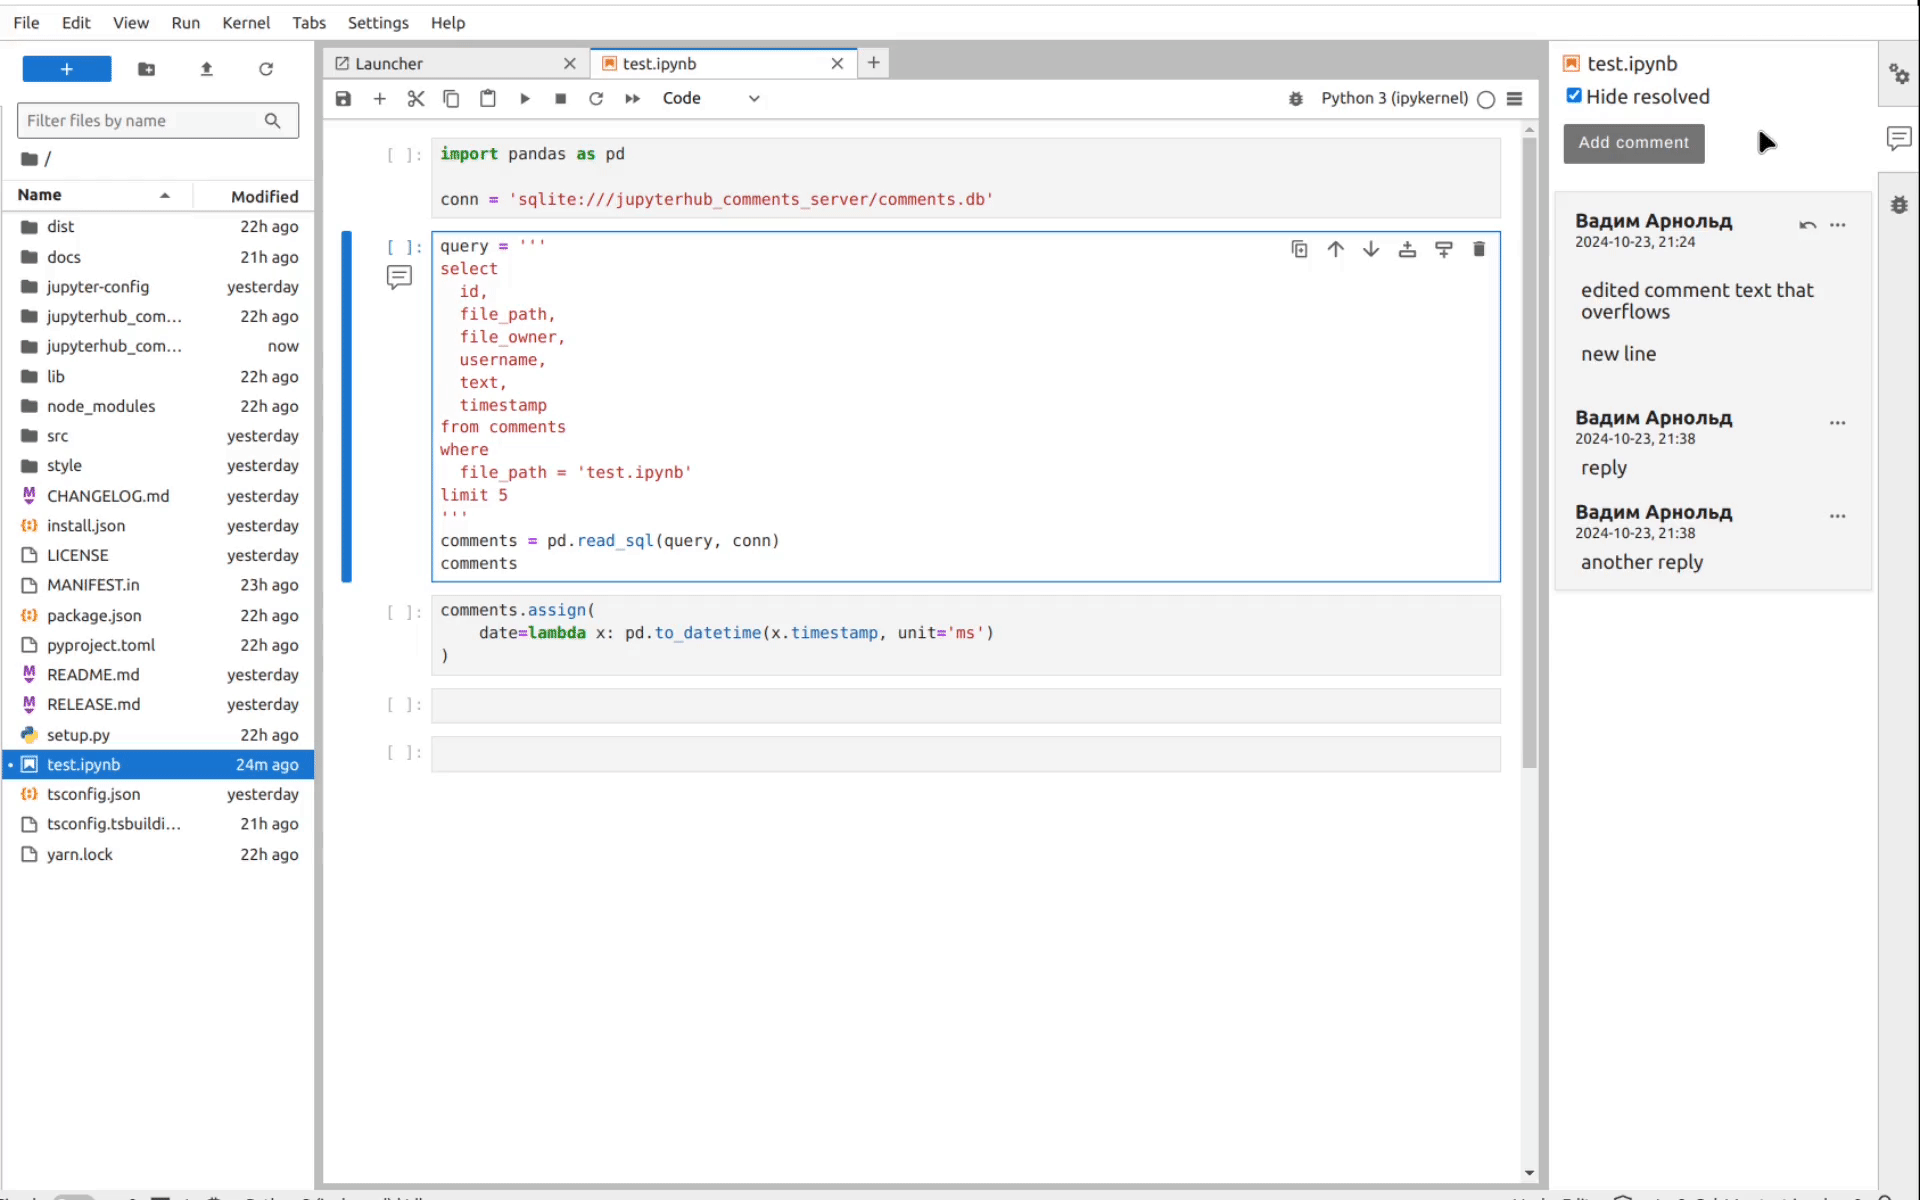 File Edit View Run Kernel Tabs Settings Help
Filter files by name
/
Name Modified
dist 22h ago
docs 21h ago
jupyter-config yesterday
jupyterhub_com... 22h ago
jupyterhub_com... now
lib 22h ago
node_modules 22h ago
src yesterday
style yesterday
CHANGELOG.md yesterday
install.json yesterday
LICENSE yesterday
MANIFEST.in 23h ago
package.json 22h ago
pyproject.toml 22h ago
README.md yesterday
RELEASE.md yesterday
setup.py 22h ago
test.ipynb 24m ago
tsconfig.json yesterday
tsconfig.tsbuildi... 21h ago
yarn.lock 22h ago
Launcher
test.ipynb
Code
Python 3 (ipykernel)
[ ]: import pandas as pd
conn = 'sqlite:///jupyterhub_comments_server/comments.db'
[ ]: query = '''
select
  id,
  file_path,
  file_owner,
  username,
  text,
  timestamp
from comments
where
  file_path = 'test.ipynb'
limit 5
'''
comments = pd.read_sql(query, conn)
comments
[ ]: comments.assign(
    date=lambda x: pd.to_datetime(x.timestamp, unit='ms')
)
[ ]:
[ ]:
test.ipynb
Hide resolved
Add comment
Вадим Арнольд
2024-10-23, 21:24
edited comment text that
overflows
new line
Вадим Арнольд
2024-10-23, 21:38
reply
Вадим Арнольд
2024-10-23, 21:38
another reply